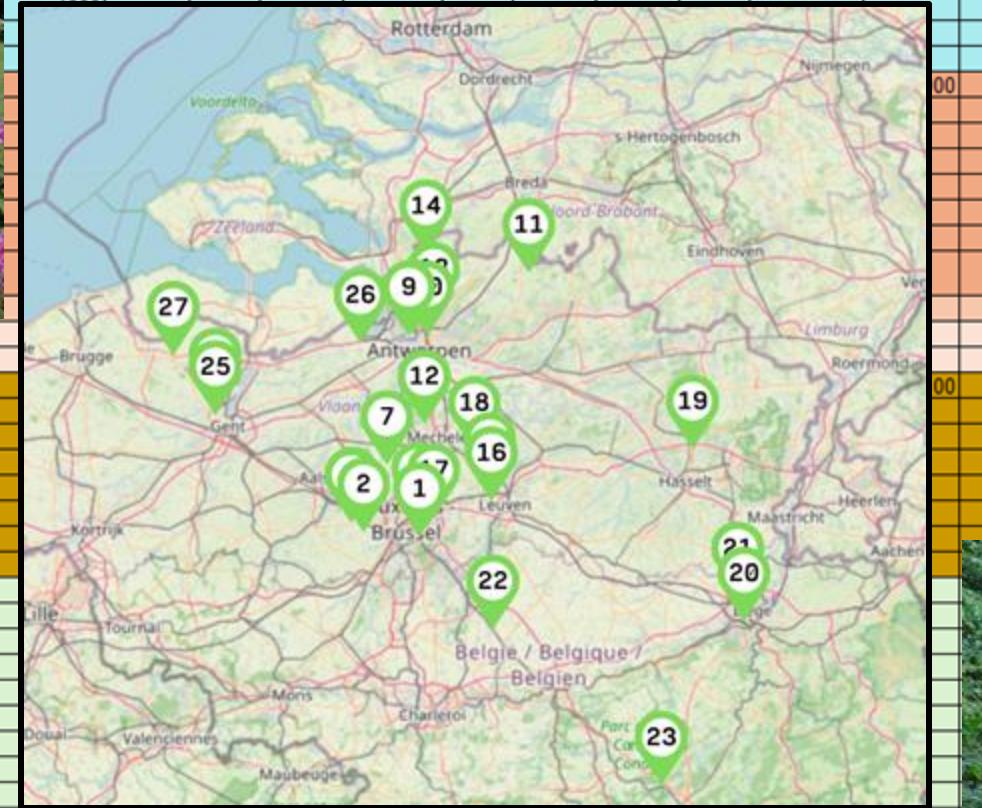 Rotterdam
Dordrecht
Nijmegen
Voordelta
00
's Hertogenbosch
Breda
14
Noord-Brabant
11
Zeeland
Eindhoven
9
26
27
Limburg
Antwerpen
Brugge
25
Roermond
12
00
18
19
7
Gent
16
2
17
1
Hasselt
Leuven
Heerlen
Maastricht
Kortrijk
Brüssel
Aachen
21
20
22
Lille
Tournai
België / Belgique /
Belgien
Mons
Charleroi
Parc
23
Douai
Valenciennes
Maubeuge